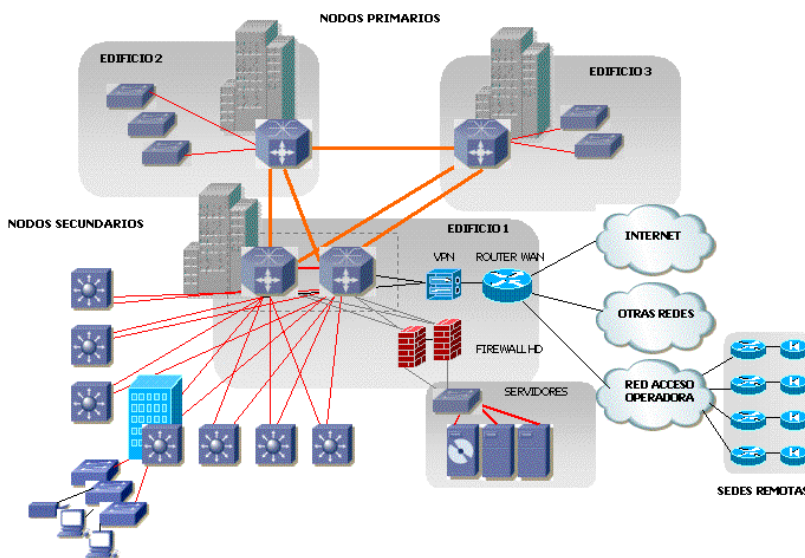 NODOS PRIMARIOS
EDIFICIO 2
EDIFICIO 3
NODOS SECUNDARIOS
EDIFICIO 1
VPN
ROUTER WAN
INTERNET
OTRAS REDES
FIREWALL HD
SERVIDORES
RED ACCESO
OPERADORA
SEDES REMOTAS